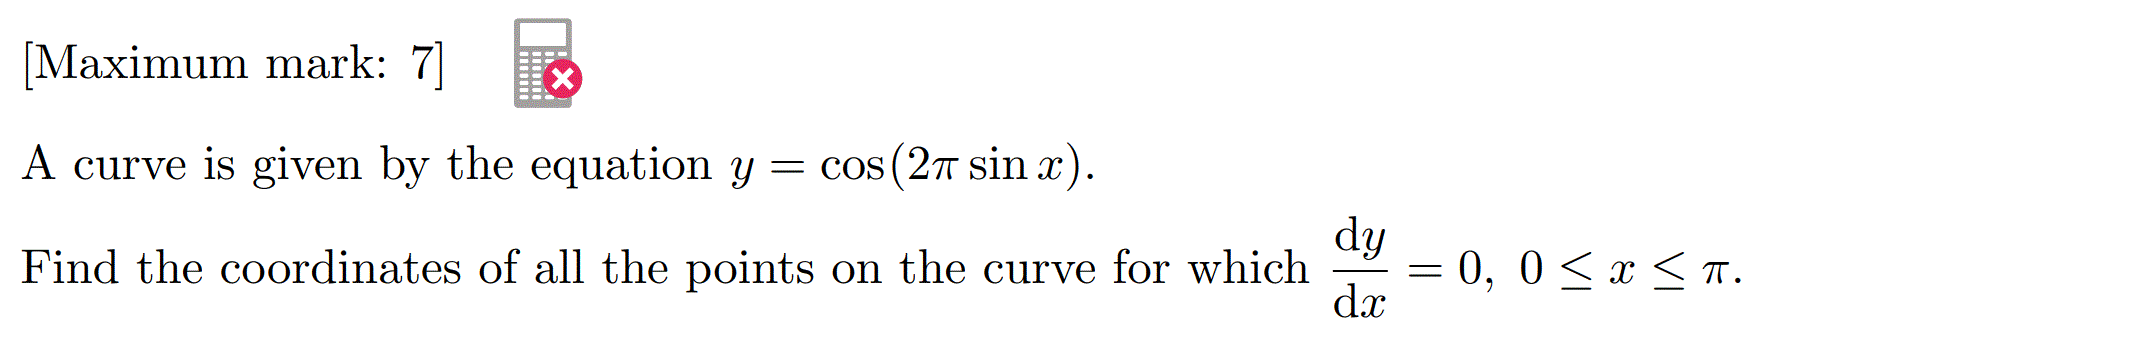 [Maximum mark: 7]
A curve is given by the equation y = cos(2π sin x).
Find the coordinates of all the points on the curve for which dy/dx = 0, 0 ≤ x ≤ π.